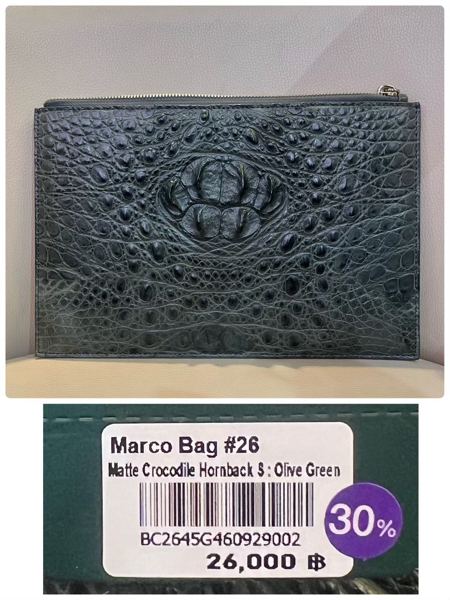 Marco Bag #26
Matte Crocodile Hornback S : Olive Green
BC2645G460929002
30%
26,000 ฿